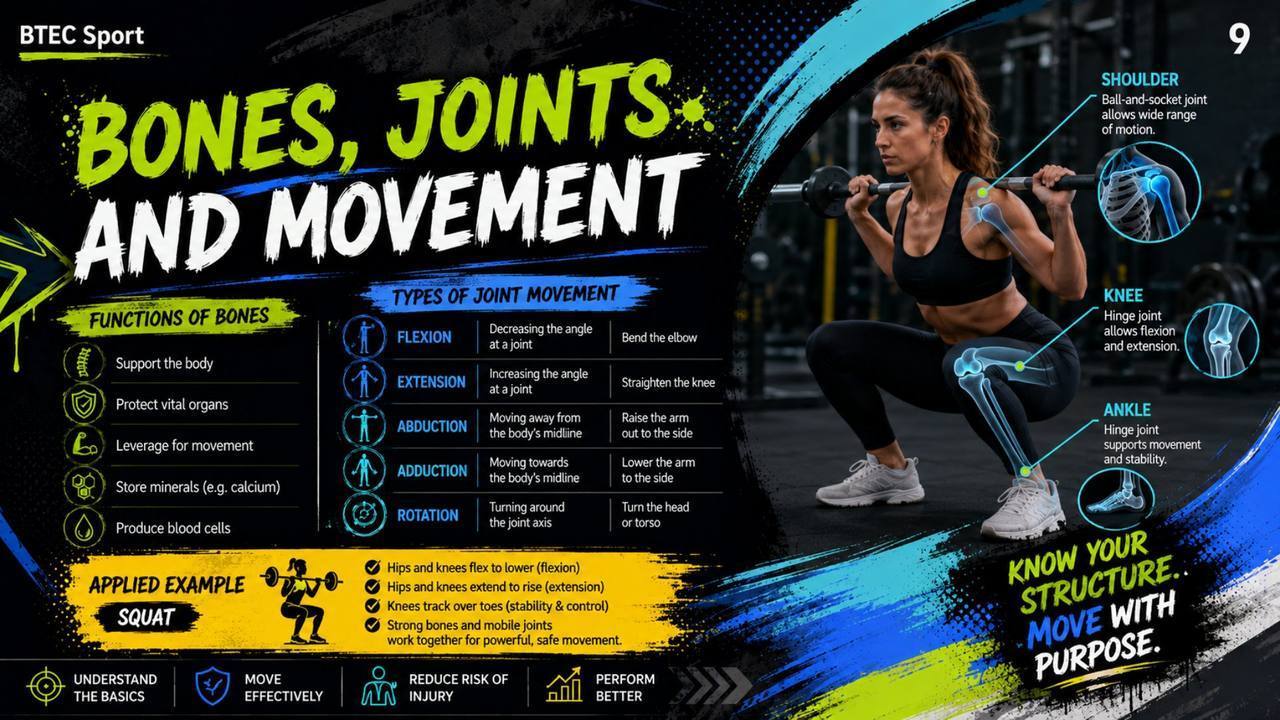 BTEC Sport
9
BONES, JOINTS
AND MOVEMENT
FUNCTIONS OF BONES
Support the body
Protect vital organs
Leverage for movement
Store minerals (e.g. calcium)
Produce blood cells
TYPES OF JOINT MOVEMENT
FLEXION
Decreasing the angle
at a joint
Bend the elbow
EXTENSION
Increasing the angle
at a joint
Straighten the knee
ABDUCTION
Moving away from
the body's midline
Raise the arm
out to the side
ADDUCTION
Moving towards
the body's midline
Lower the arm
to the side
ROTATION
Turning around
the joint axis
Turn the head
or torso
SHOULDER
Ball-and-socket joint
allows wide range
of motion.
KNEE
Hinge joint
allows flexion
and extension.
ANKLE
Hinge joint
supports movement
and stability.
APPLIED EXAMPLE
SQUAT
Hips and knees flex to lower (flexion)
Hips and knees extend to rise (extension)
Knees track over toes (stability & control)
Strong bones and mobile joints
work together for powerful, safe movement.
KNOW YOUR
STRUCTURE.
MOVE WITH
PURPOSE.
UNDERSTAND
THE BASICS
MOVE
EFFECTIVELY
REDUCE RISK OF
INJURY
PERFORM
BETTER